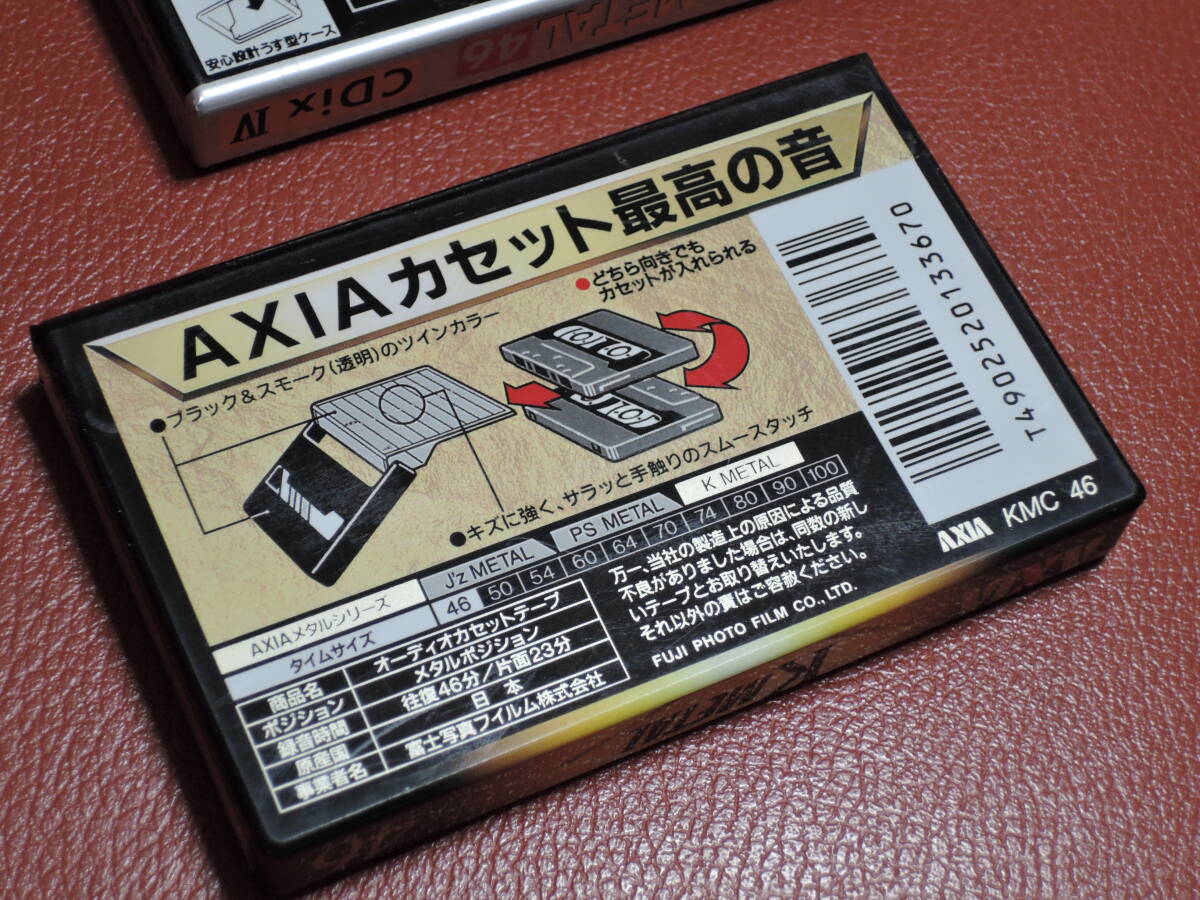 安心設計うす型ケース
METAL 46
CDix IV
AXIAカセット最高の音
●どちら向きでも
カセットが入れられる
●ブラック&スモーク(透明)のツインカラー
●キズに強く、サラッと手触りのスムースタッチ
AXIAメタルシリーズ J'z METAL PS METAL K METAL
タイムサイズ 46 50 54 60 64 70 74 80 90 100
商品名 オーディオカセットテープ
ポジション メタルポジション
録音時間 往復46分/片面23分
原産国 日本
事業者名 富士写真フイルム株式会社
万一、当社の製造上の原因による品質
不良がありました場合は、同数の新し
いテープとお取り替えいたします。
それ以外の責はご容赦ください。
FUJI PHOTO FILM CO., LTD.
T4902520133670
AXIA KMC 46